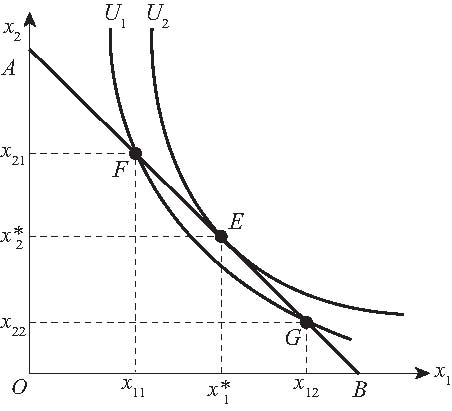 U₁ U₂
x₂
A
x₂₁
F
x₂*
E
x₂₂
G
O x₁₁ x₁* x₁₂ B x₁